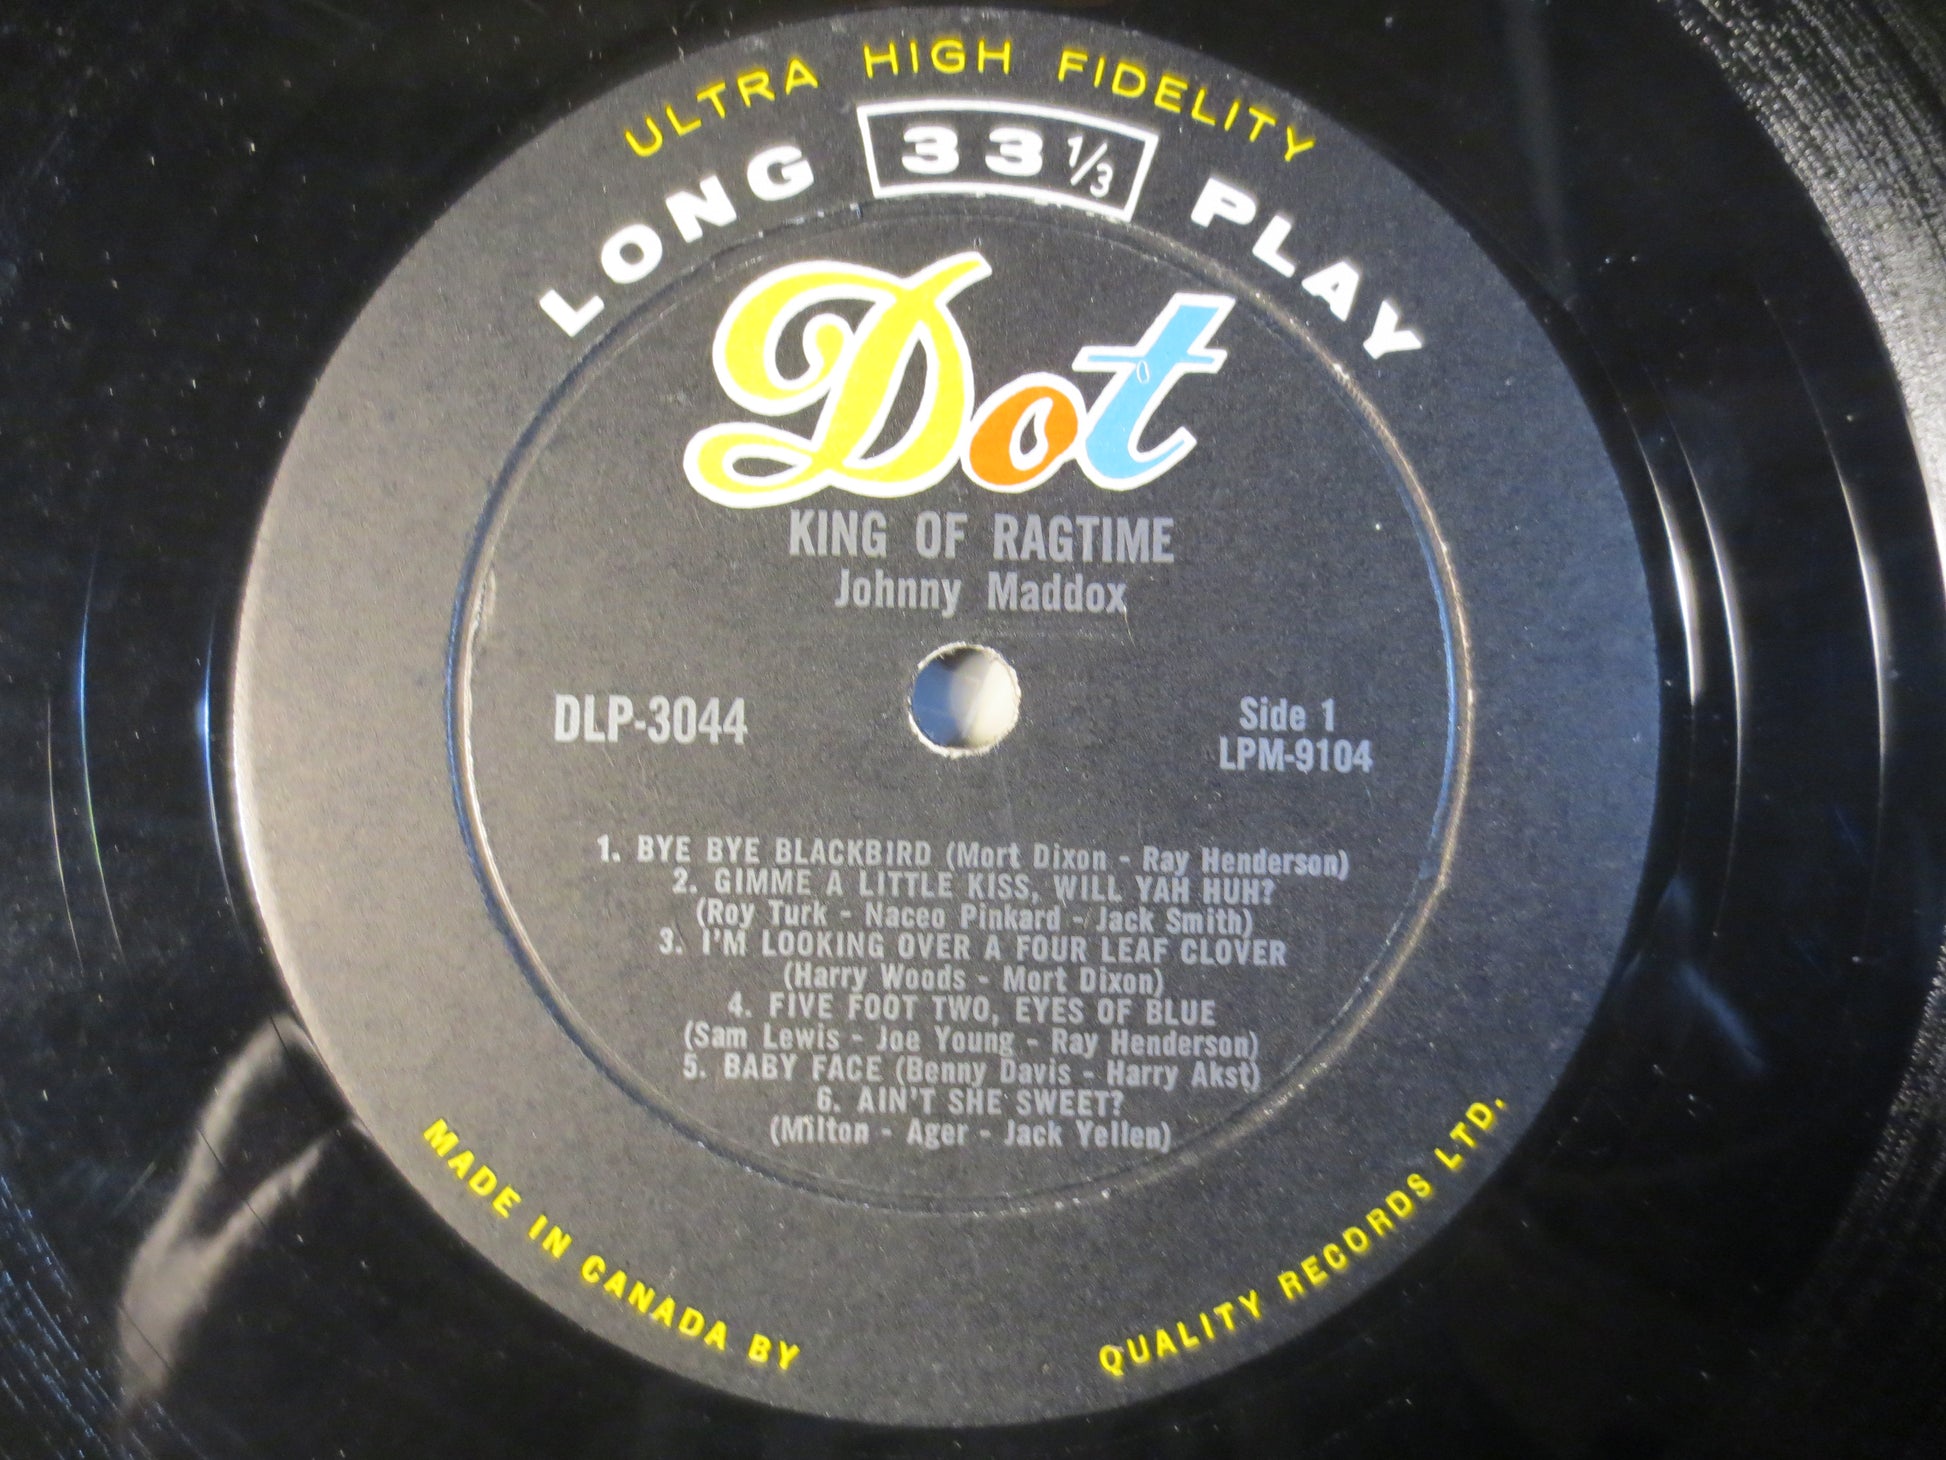 ULTRA HIGH FIDELITY
LONG 33 1/3 PLAY
Dot
KING OF RAGTIME
Johnny Maddox
DLP-3044
Side 1
LPM-9104
1. BYE BYE BLACKBIRD (Mort Dixon - Ray Henderson)
2. GIMME A LITTLE KISS, WILL YAH HUH?
(Roy Turk - Naceo Pinkard - Jack Smith)
3. I'M LOOKING OVER A FOUR LEAF CLOVER
(Harry Woods - Mort Dixon)
4. FIVE FOOT TWO, EYES OF BLUE
(Sam Lewis - Joe Young - Ray Henderson)
5. BABY FACE (Benny Davis - Harry Akst)
6. AIN'T SHE SWEET?
(Milton - Ager - Jack Yellen)
MADE IN CANADA BY
QUALITY RECORDS LTD.